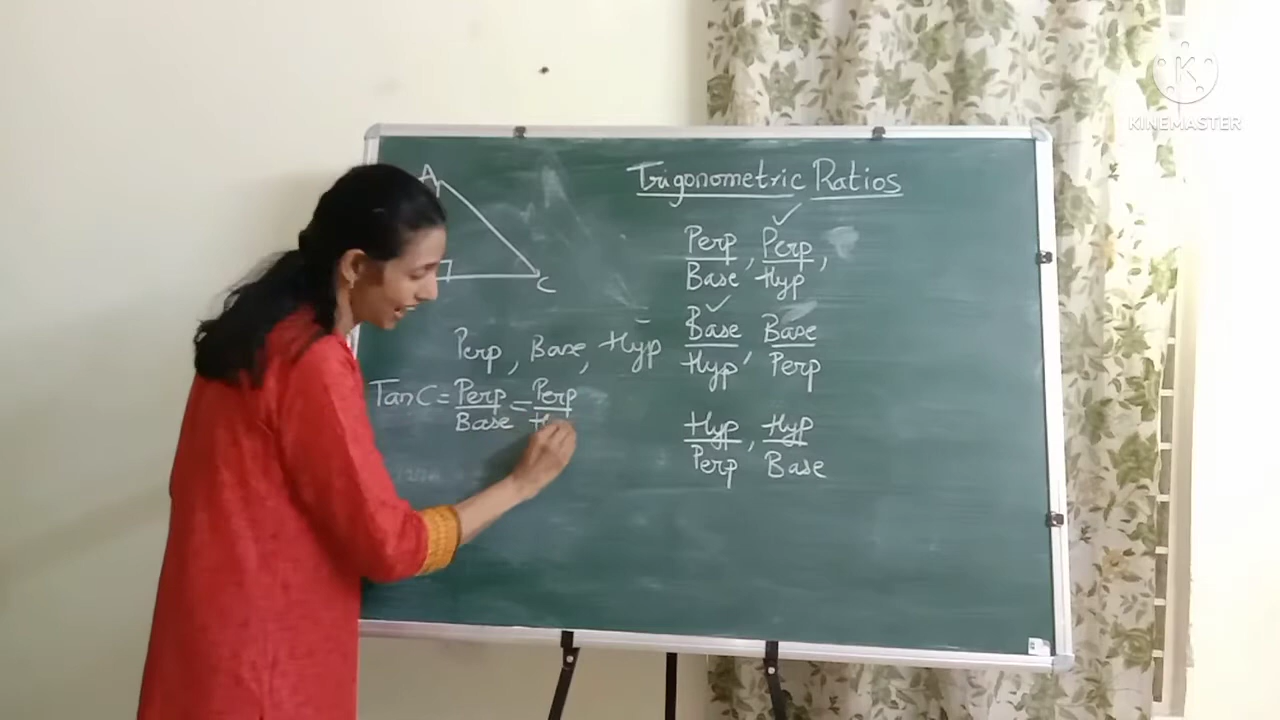 KINEMASTER
Trigonometric Ratios
A
C
Perp / Base , Perp / Hyp ,
Base / Hyp , Base / Perp
Hyp / Perp , Hyp / Base
Perp , Base , Hyp
Tan C = Perp / Base = Perp /